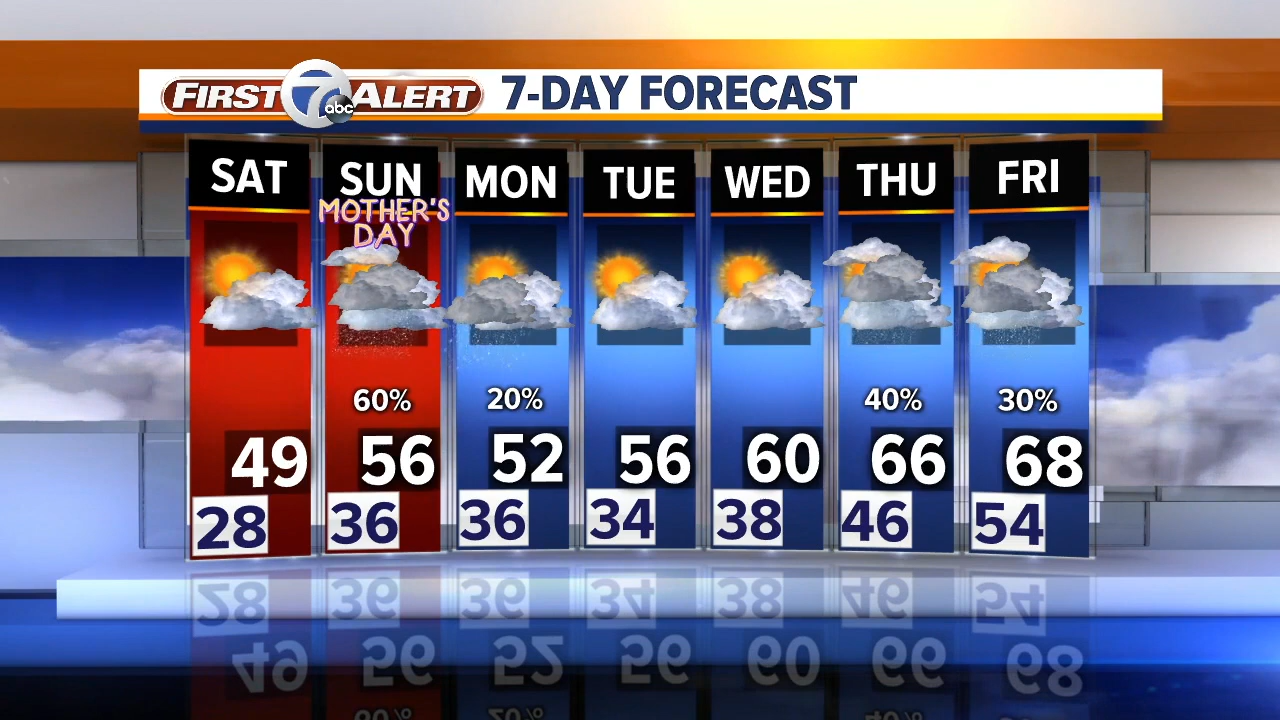 FIRST 7 abc ALERT 7-DAY FORECAST
SAT SUN MON TUE WED THU FRI
MOTHER'S
DAY
60% 20% 40% 30%
49 56 52 56 60 66 68
28 36 36 34 38 46 54